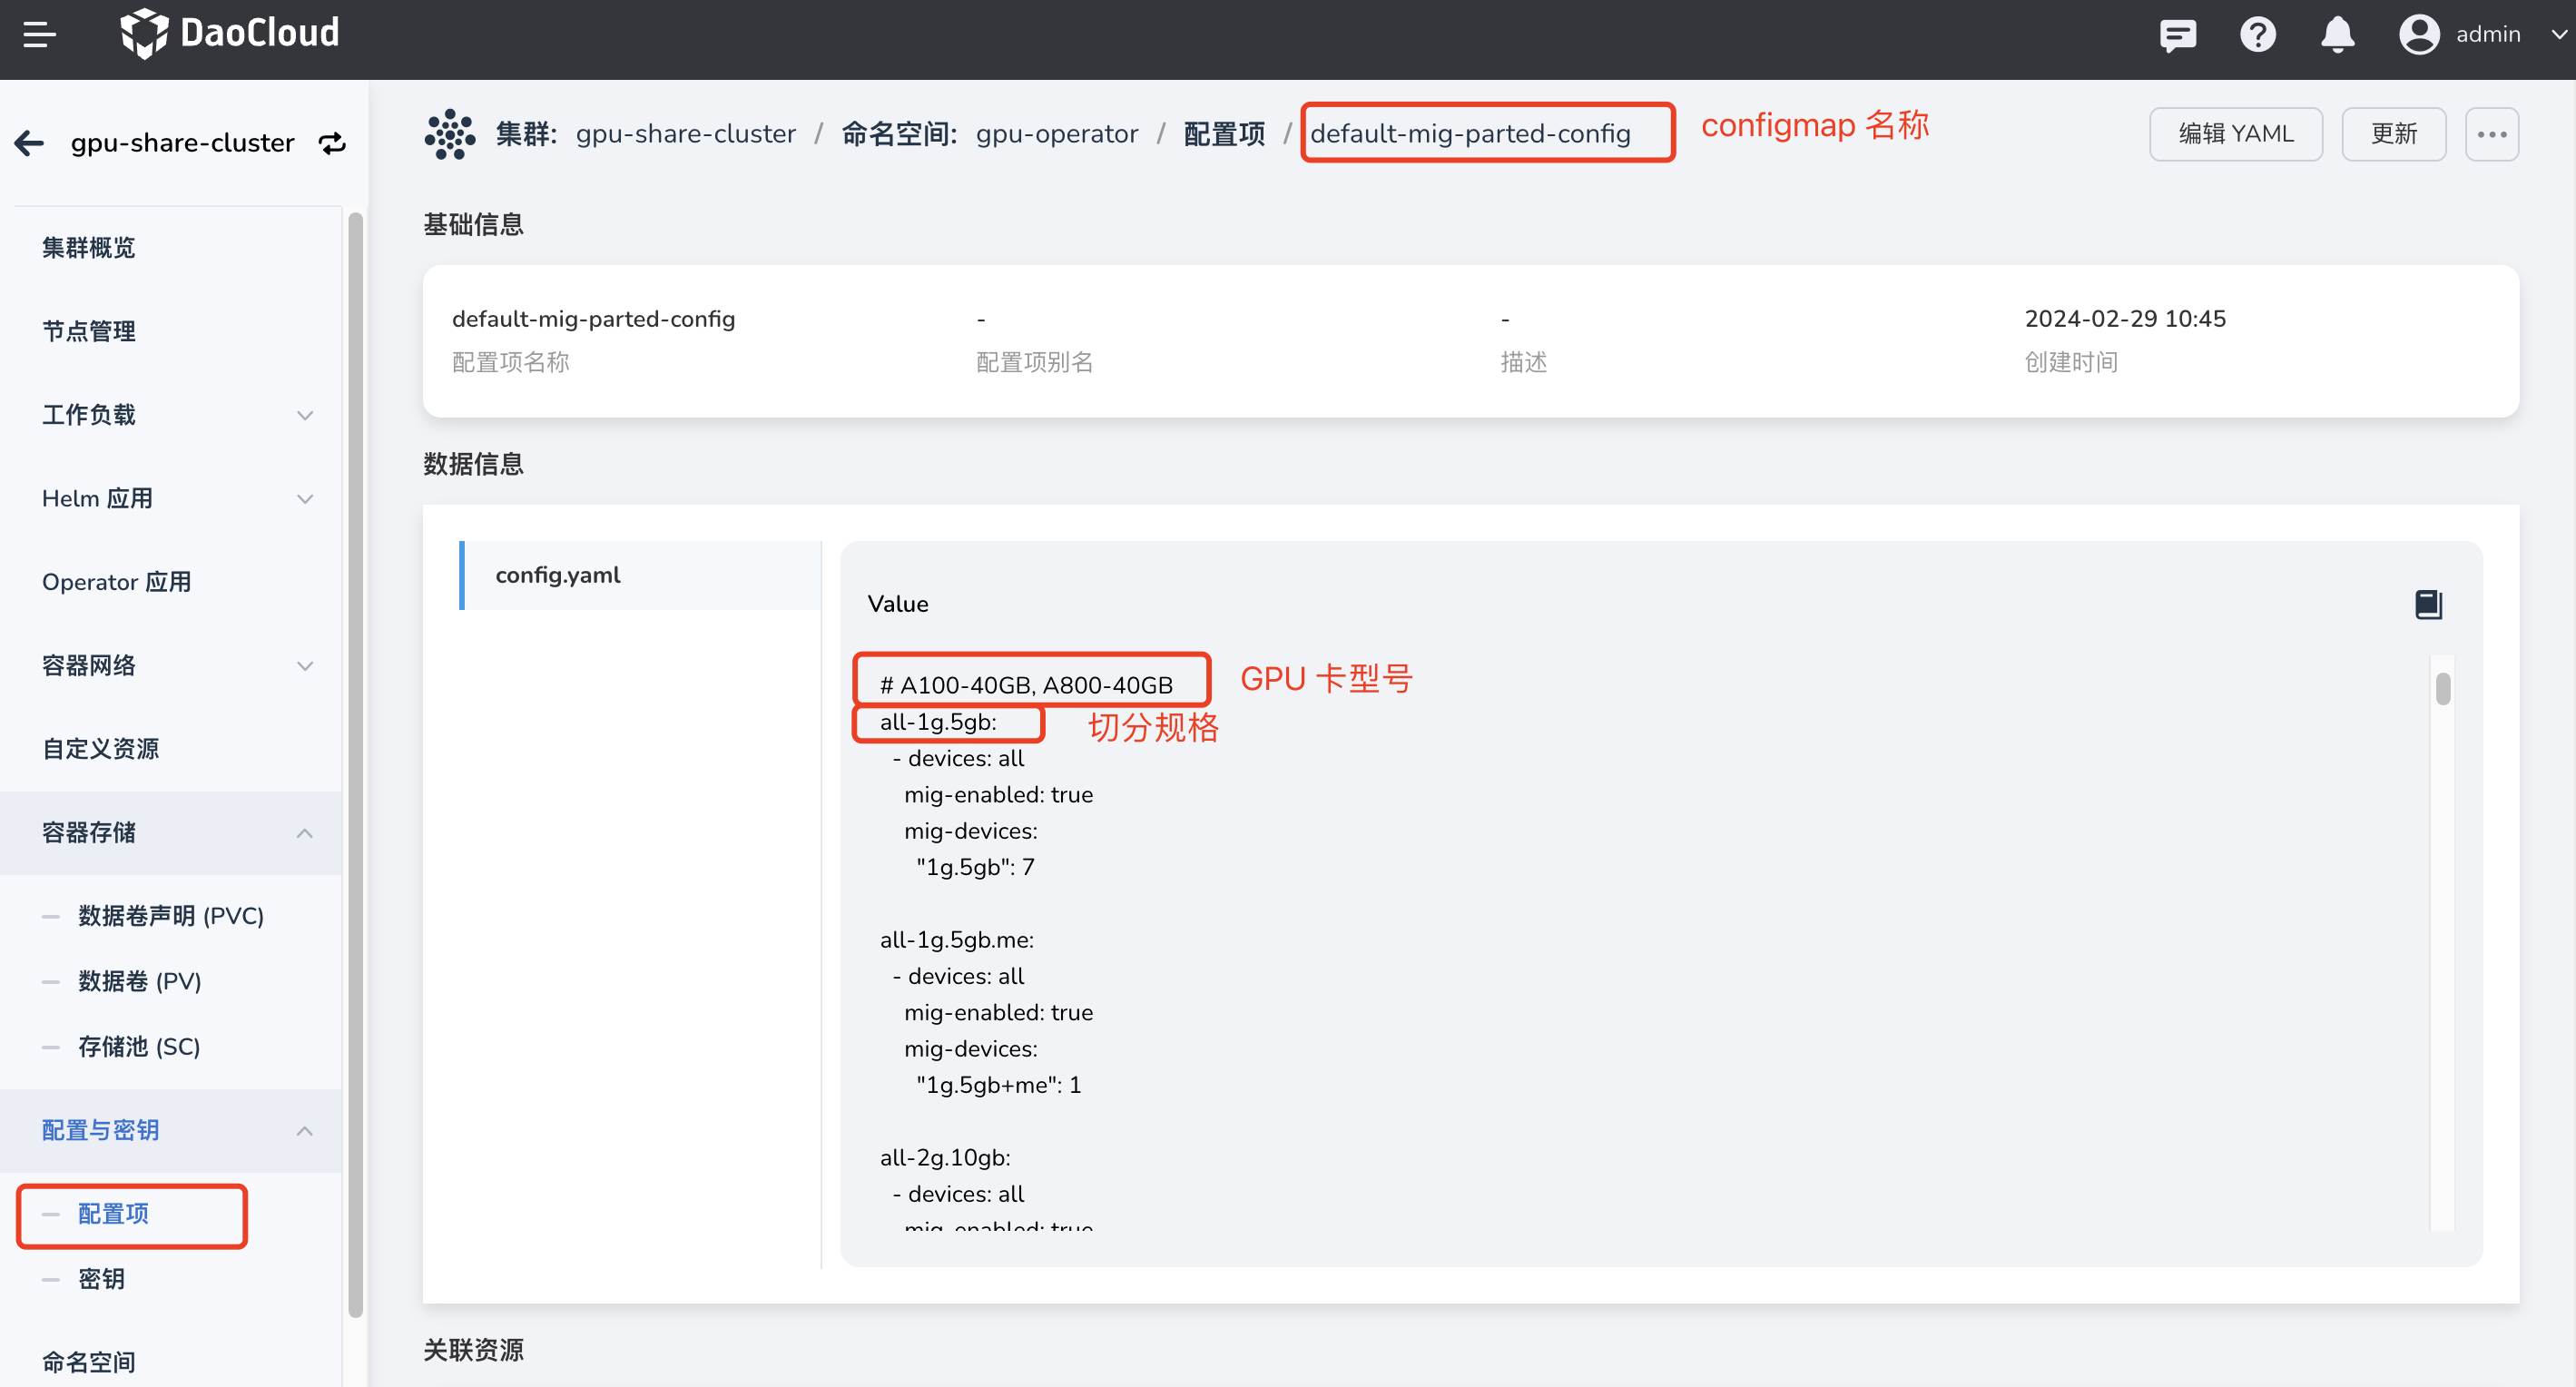 DaoCloud
admin
gpu-share-cluster
集群: gpu-share-cluster / 命名空间: gpu-operator / 配置项 / default-mig-parted-config
configmap 名称
编辑 YAML
更新
集群概览
节点管理
工作负载
Helm 应用
Operator 应用
容器网络
自定义资源
容器存储
数据卷声明 (PVC)
数据卷 (PV)
存储池 (SC)
配置与密钥
配置项
密钥
命名空间
基础信息
default-mig-parted-config
配置项名称
-
配置项别名
-
描述
2024-02-29 10:45
创建时间
数据信息
config.yaml
Value
# A100-40GB, A800-40GB
GPU 卡型号
all-1g.5gb:
切分规格
- devices: all
mig-enabled: true
mig-devices:
"1g.5gb": 7
all-1g.5gb.me:
- devices: all
mig-enabled: true
mig-devices:
"1g.5gb+me": 1
all-2g.10gb:
- devices: all
mig-enabled: true
关联资源